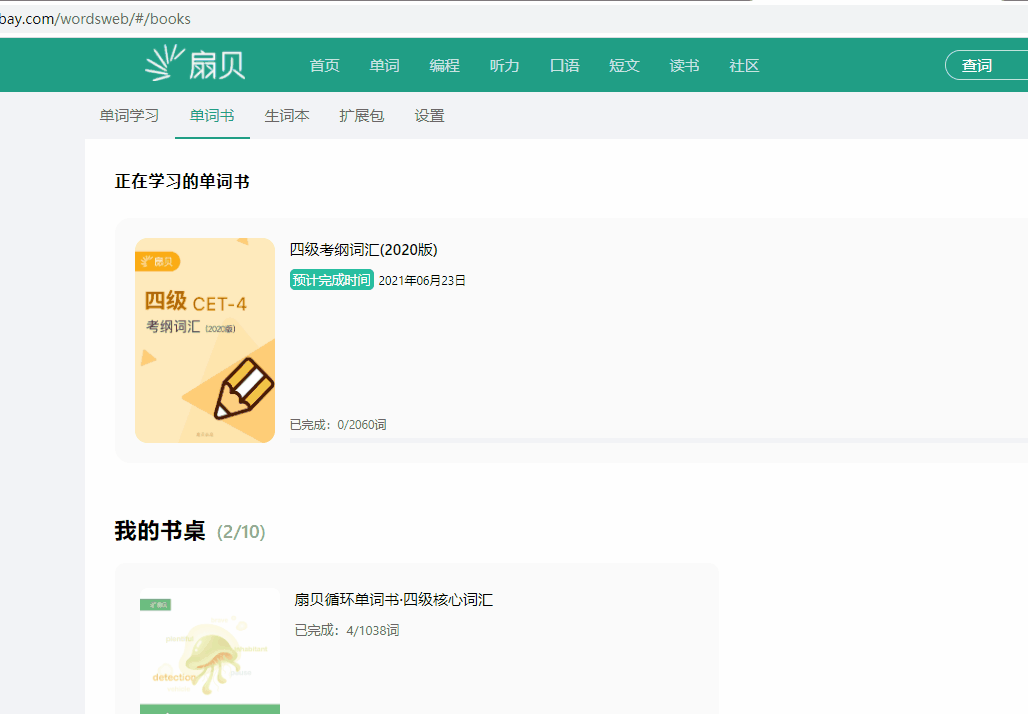 bay.com/wordsweb/#/books
扇贝 首页 单词 编程 听力 口语 短文 读书 社区 查词
单词学习 单词书 生词本 扩展包 设置
正在学习的单词书
扇贝
四级 CET-4
考纲词汇 (2020版)
四级考纲词汇(2020版)
预计完成时间 2021年06月23日
已完成：0/2060词
我的书桌 (2/10)
扇贝循环单词书·四级核心词汇
已完成：4/1038词
detection